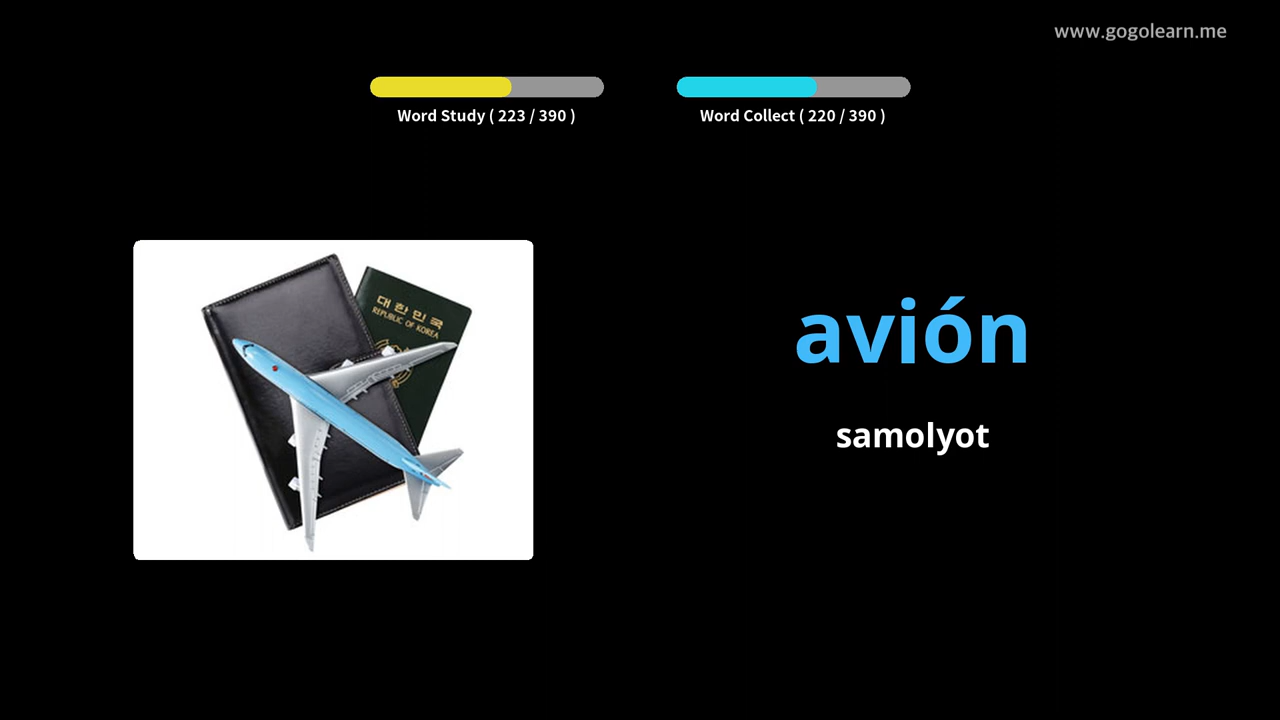 www.gogolearn.me
Word Study ( 223 / 390 )
Word Collect ( 220 / 390 )
대한민국
REPUBLIC OF KOREA
avión
samolyot